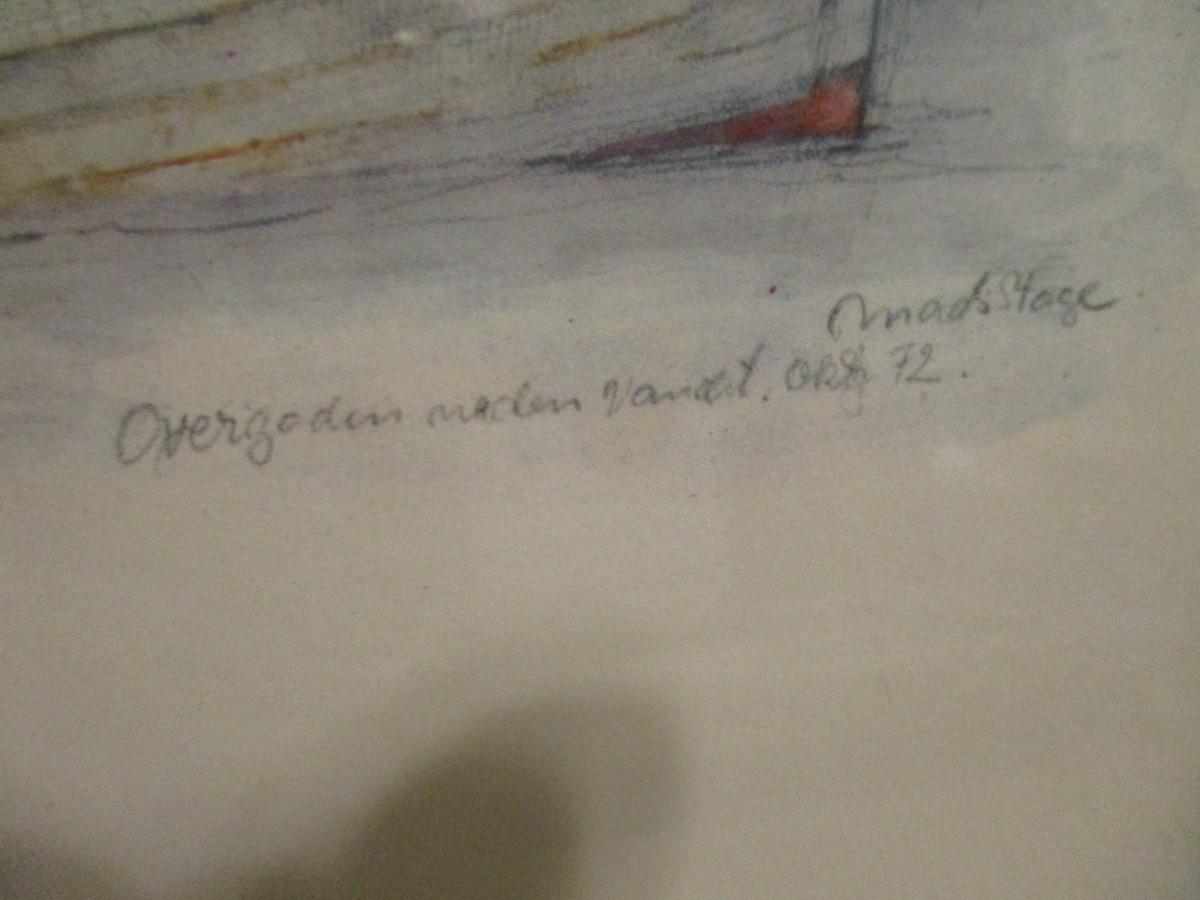 Mads Stage
Overgaden neden Vandet. Okt. 72.